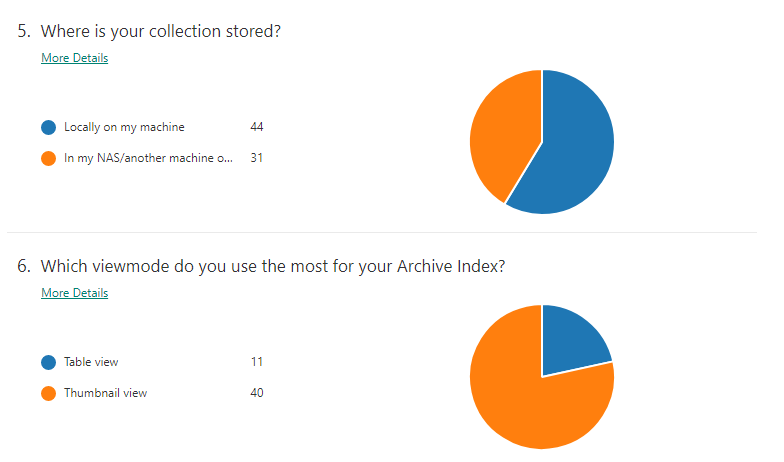 5. Where is your collection stored?
More Details
Locally on my machine 44
In my NAS/another machine o... 31
6. Which viewmode do you use the most for your Archive Index?
More Details
Table view 11
Thumbnail view 40